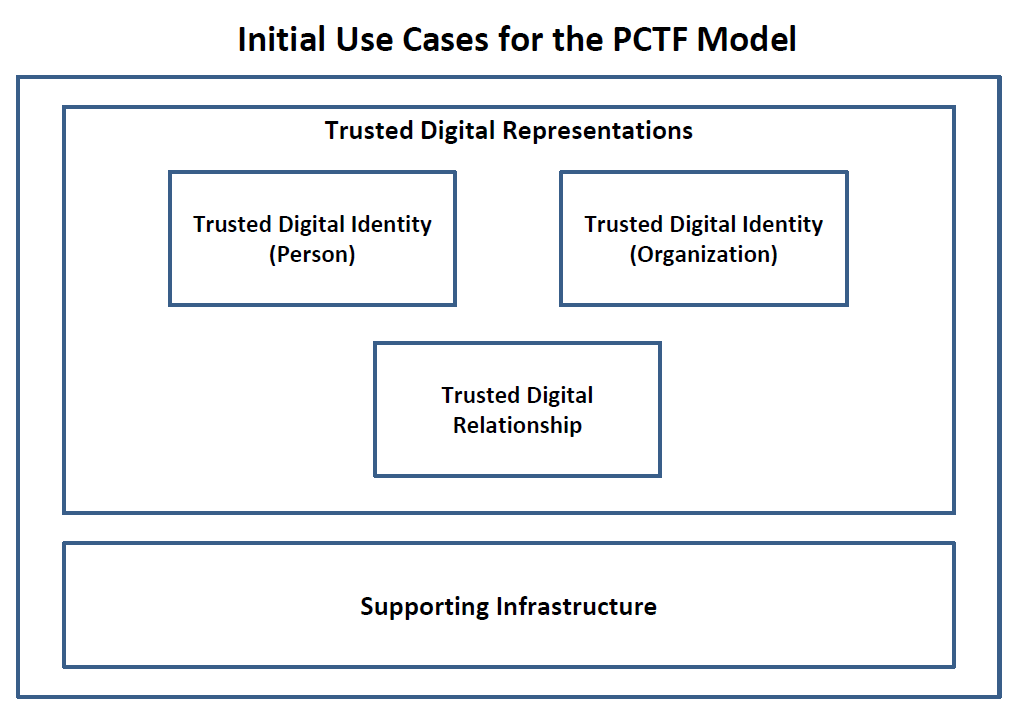 Initial Use Cases for the PCTF Model
Trusted Digital Representations
Trusted Digital Identity
(Person)
Trusted Digital Identity
(Organization)
Trusted Digital
Relationship
Supporting Infrastructure